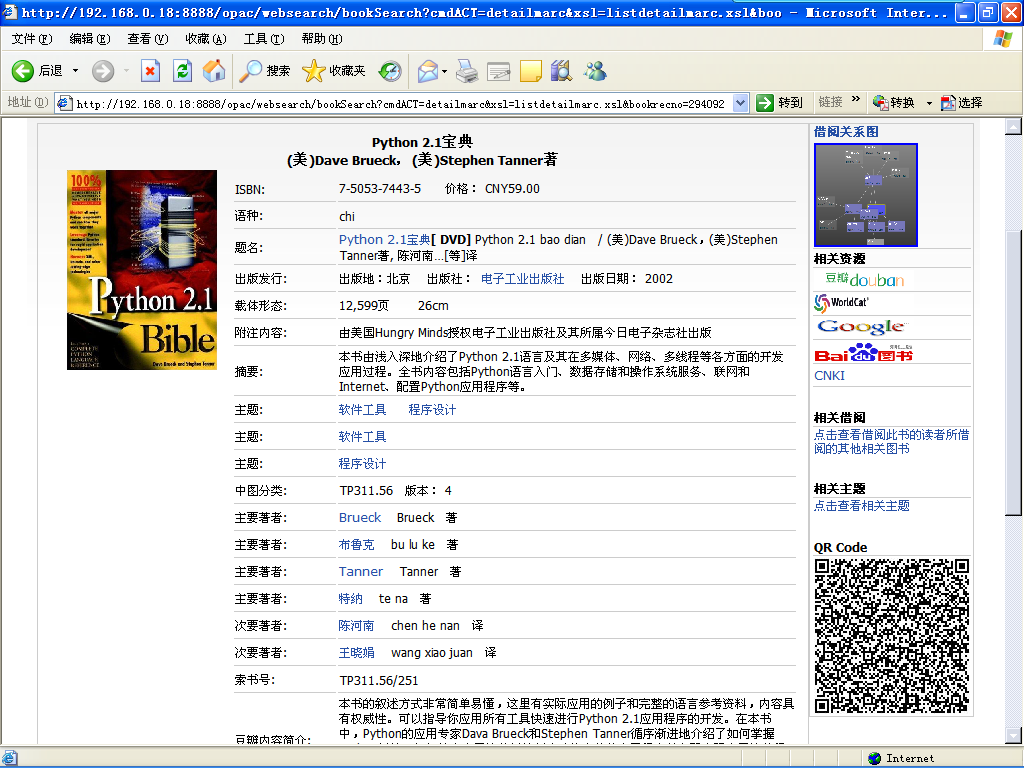 http://192.168.0.18:8888/opac/websearch/bookSearch?cmdACT=detailmarc&xsl=listdetailmarc.xsl&boo - Microsoft Inter...
文件(F) 编辑(E) 查看(V) 收藏(A) 工具(T) 帮助(H)
后退 搜索 收藏夹
地址(D) http://192.168.0.18:8888/opac/websearch/bookSearch?cmdACT=detailmarc&xsl=listdetailmarc.xsl&bookrecno=294092 转到 链接 » 转换 选择
Python 2.1宝典
(美)Dave Brueck， (美)Stephen Tanner著
100%
Python 2.1
Bible
Dave Brueck and Stephen Tanner
ISBN: 7-5053-7443-5 价格： CNY59.00
语种: chi
题名: Python 2.1宝典[ DVD] Python 2.1 bao dian / (美)Dave Brueck，(美)Stephen
Tanner著, 陈河南...[等]译
出版发行: 出版地：北京 出版社： 电子工业出版社 出版日期： 2002
载体形态: 12,599页 26cm
附注内容: 由美国Hungry Minds授权电子工业出版社及其所属今日电子杂志社出版
摘要: 本书由浅入深地介绍了Python 2.1语言及其在多媒体、网络、多线程等各方面的开发
应用过程。全书内容包括Python语言入门、数据存储和操作系统服务、联网和
Internet、配置Python应用程序等。
主题: 软件工具 程序设计
主题: 软件工具
主题: 程序设计
中图分类: TP311.56 版本： 4
主要著者: Brueck Brueck 著
主要著者: 布鲁克 bu lu ke 著
主要著者: Tanner Tanner 著
主要著者: 特纳 te na 著
次要著者: 陈河南 chen he nan 译
次要著者: 王晓娟 wang xiao juan 译
索书号: TP311.56/251
豆瓣内容简介:
本书的叙述方式非常简单易懂，这里有实际应用的例子和完整的语言参考资料，内容具
有权威性。可以指导你应用所有工具快速进行Python 2.1应用程序的开发。在本书
中，Python的应用专家Dava Brueck和Stephen Tanner循序渐进地介绍了如何掌握
借阅关系图
相关资源
豆瓣douban
WorldCat
Google
Bai du 图书
CNKI
相关借阅
点击查看借阅此书的读者所借
阅的其他相关图书
相关主题
点击查看相关主题
QR Code
Internet